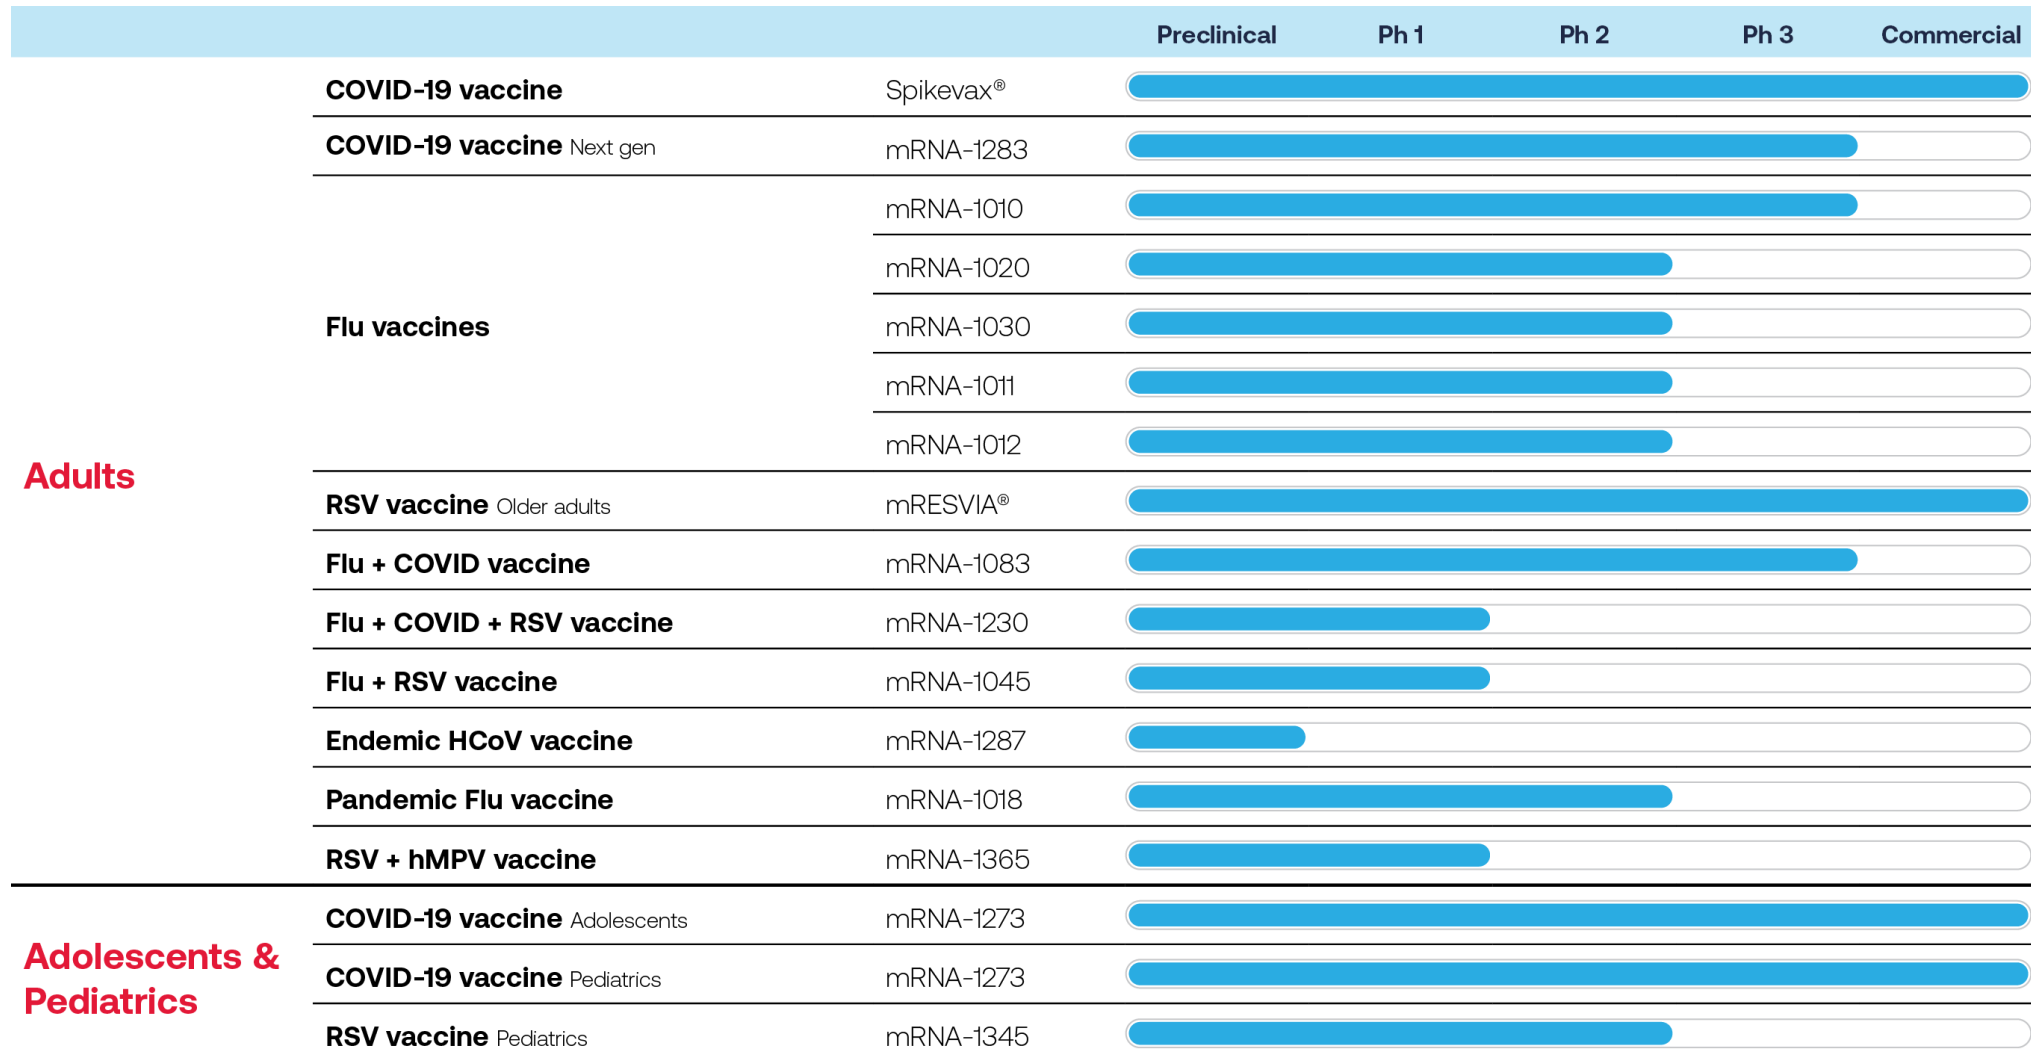 Preclinical Ph 1 Ph 2 Ph 3 Commercial
Adults
COVID-19 vaccine Spikevax®
COVID-19 vaccine Next gen mRNA-1283
Flu vaccines
mRNA-1010
mRNA-1020
mRNA-1030
mRNA-1011
mRNA-1012
RSV vaccine Older adults mRESVIA®
Flu + COVID vaccine mRNA-1083
Flu + COVID + RSV vaccine mRNA-1230
Flu + RSV vaccine mRNA-1045
Endemic HCoV vaccine mRNA-1287
Pandemic Flu vaccine mRNA-1018
RSV + hMPV vaccine mRNA-1365
Adolescents &
Pediatrics
COVID-19 vaccine Adolescents mRNA-1273
COVID-19 vaccine Pediatrics mRNA-1273
RSV vaccine Pediatrics mRNA-1345